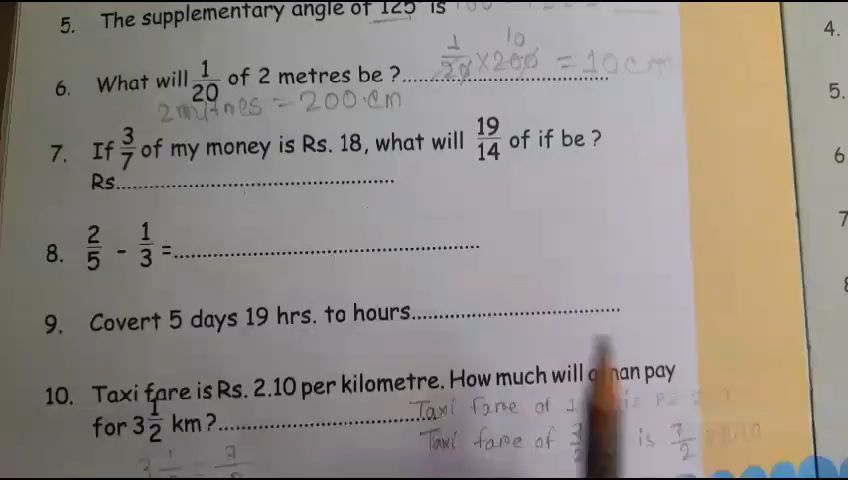 5. The supplementary angle of 125 is
6. What will 1/20 of 2 metres be ?.......... 1/20 × 200 = 10 cm
10
= 200 cm
7. If 3/7 of my money is Rs. 18, what will 19/14 of if be ?
Rs..........
8. 2/5 - 1/3 =..........
9. Covert 5 days 19 hrs. to hours..........
10. Taxi fare is Rs. 2.10 per kilometre. How much will a man pay
for 3 1/2 km?..........
Taxi fare of
Taxi fare of 7/2 is 7/2
4.
5.
6
7